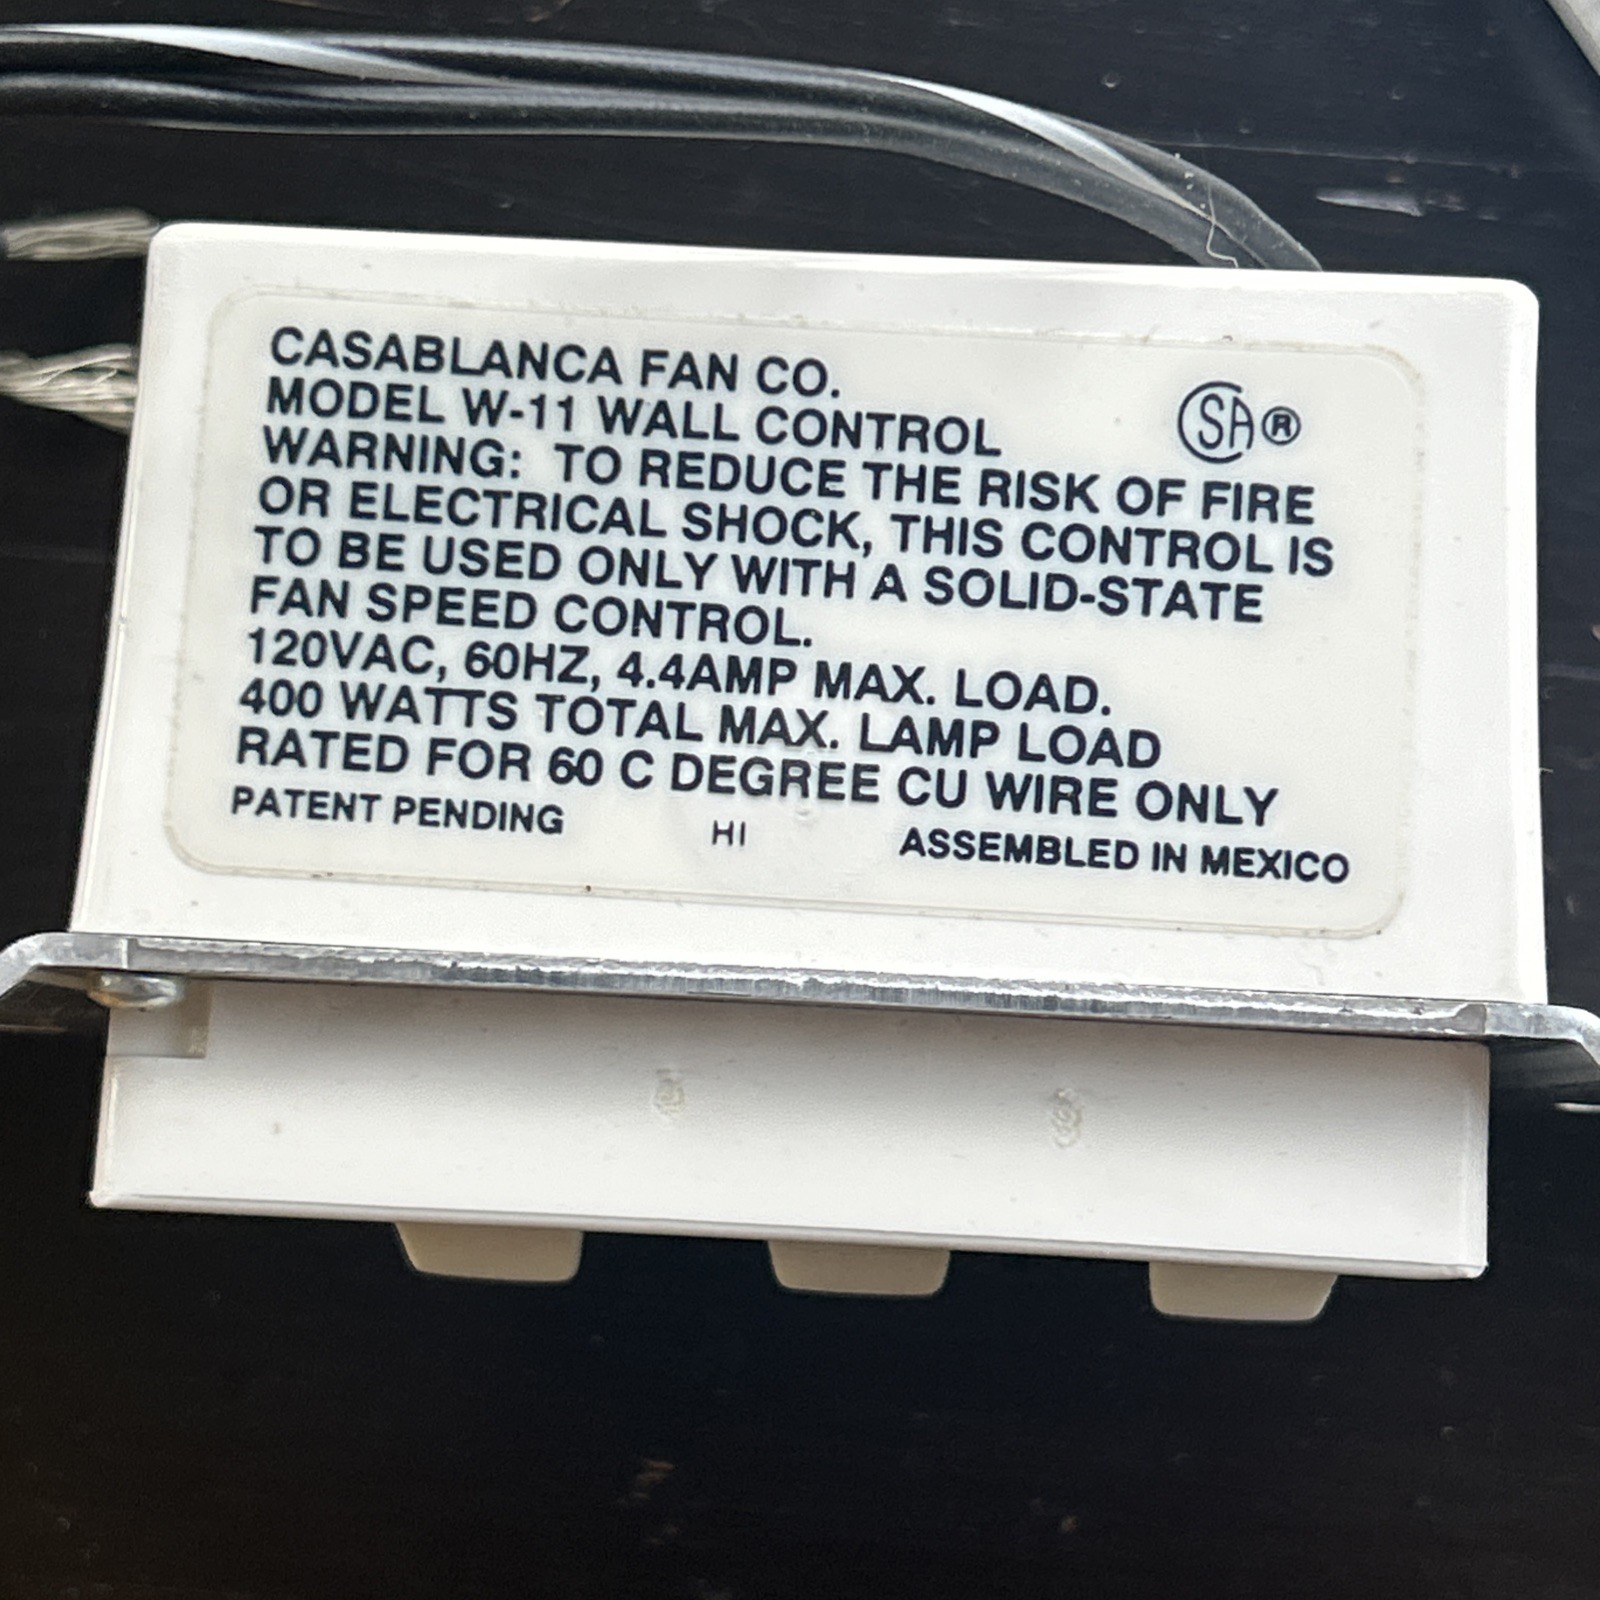 CASABLANCA FAN CO.
MODEL W-11 WALL CONTROL
SA®
WARNING: TO REDUCE THE RISK OF FIRE
OR ELECTRICAL SHOCK, THIS CONTROL IS
TO BE USED ONLY WITH A SOLID-STATE
FAN SPEED CONTROL.
120VAC, 60HZ, 4.4AMP MAX. LOAD.
400 WATTS TOTAL MAX. LAMP LOAD
RATED FOR 60 C DEGREE CU WIRE ONLY
PATENT PENDING HI ASSEMBLED IN MEXICO